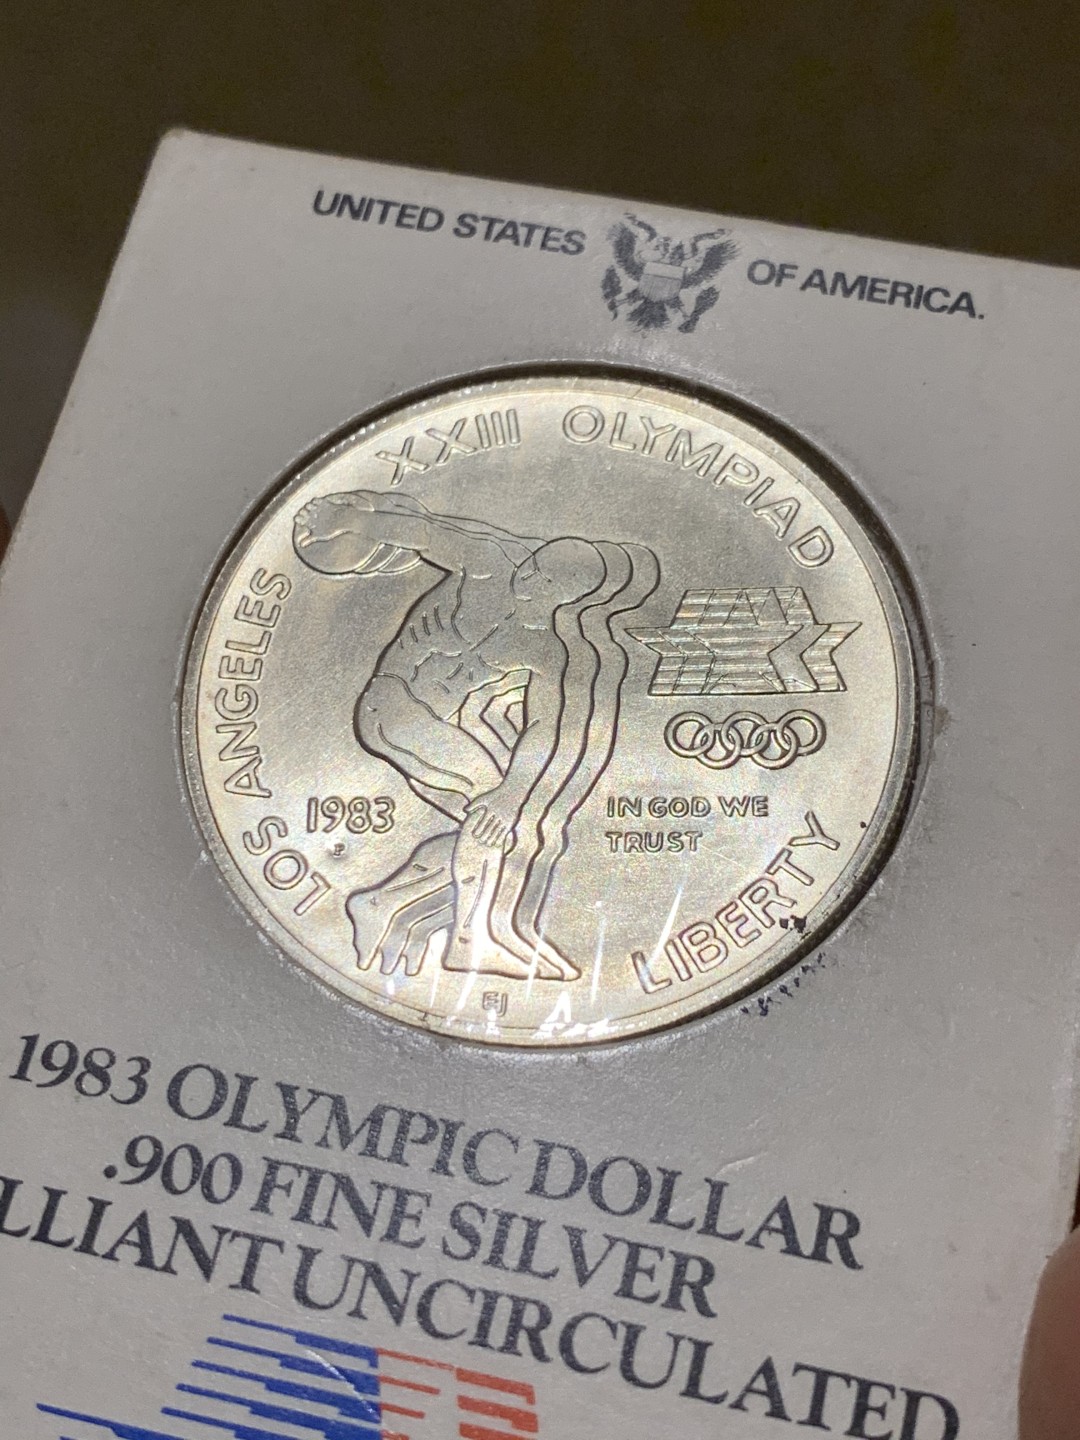 UNITED STATES OF AMERICA.
XXIII OLYMPIAD
LOS ANGELES
1983
P
IN GOD WE
TRUST
LIBERTY
EJ
1983 OLYMPIC DOLLAR
.900 FINE SILVER
LLIANT UNCIRCULATED